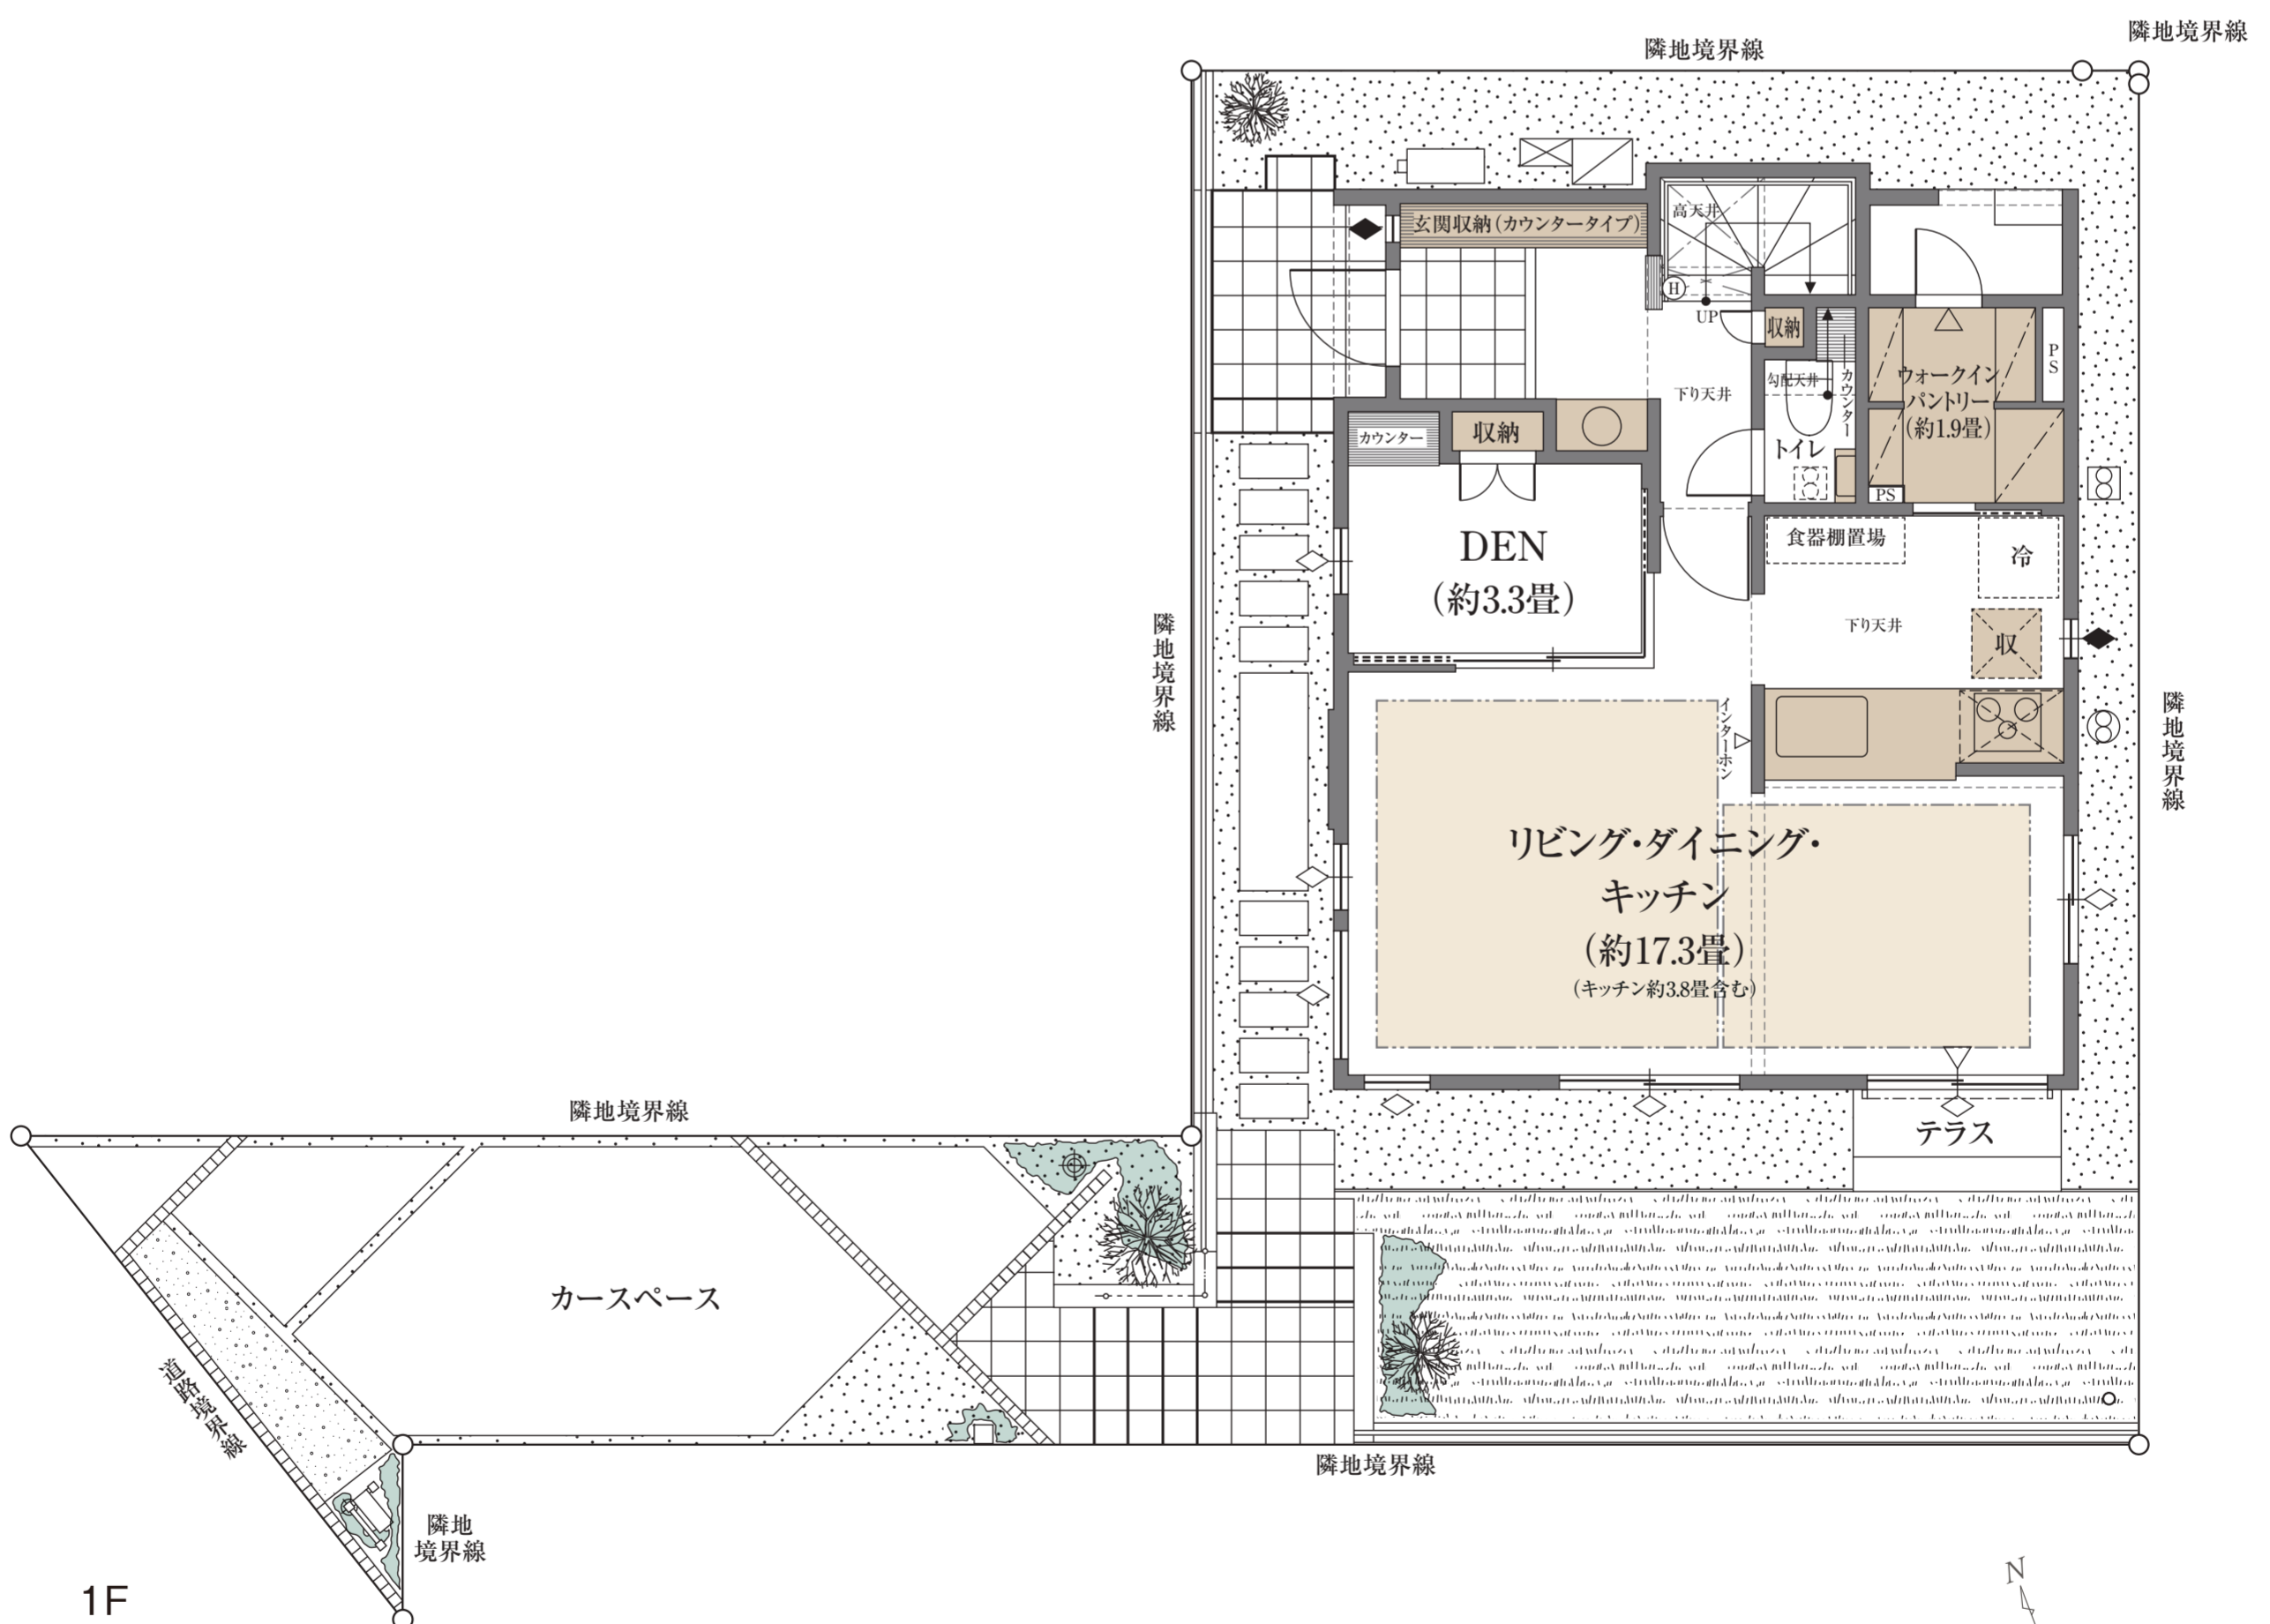 隣地境界線
隣地境界線
玄関収納（カウンタータイプ）
高天井
H
UP
収納
カウンター
勾配天井
下り天井
トイレ
ウォークイン
パントリー
（約1.9畳）
PS
PS
カウンター
収納
DEN
（約3.3畳）
食器棚置場
冷
下り天井
収
隣地境界線
隣地境界線
インターホン
リビング・ダイニング・
キッチン
（約17.3畳）
（キッチン約3.8畳含む）
テラス
隣地境界線
カースペース
道路境界線
隣地境界線
隣地
境界線
1F
N